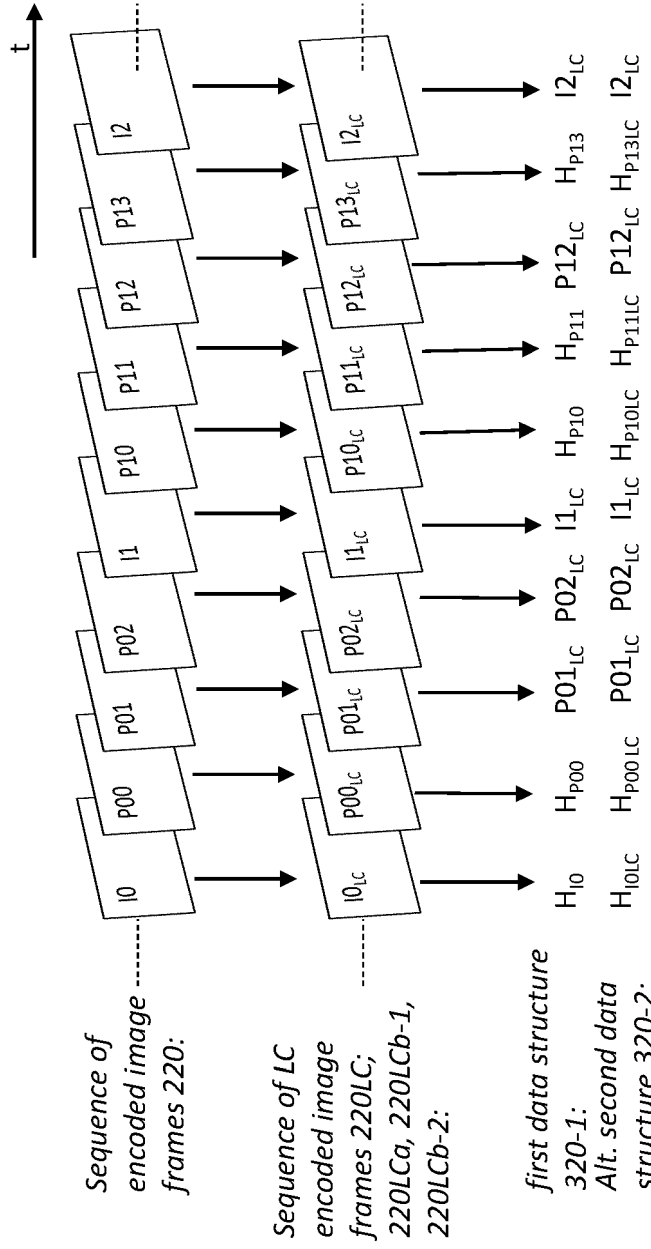 t
Sequence of
encoded image
frames 220:
I0 P00 P01 P02 I1 P10 P11 P12 P13 I2
Sequence of LC
encoded image
frames 220LC;
220LCa, 220LCb-1,
220LCb-2:
I0LC P00LC P01LC P02LC I1LC P10LC P11LC P12LC P13LC I2LC
first data structure
320-1:
HI0 HP00 P01LC P02LC I1LC HP10 HP11 P12LC HP13 I2LC
Alt. second data
structure 320-2:
HI0LC HP00LC P01LC P02LC I1LC HP10LC HP11LC P12LC HP13LC I2LC